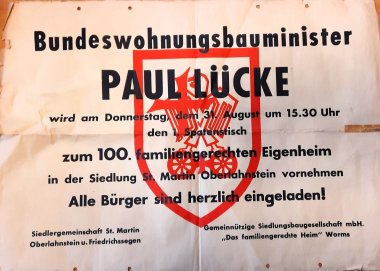 Bundeswohnungsbauminister
PAUL LÜCKE
wird am Donnerstag, dem 31. August um 15.30 Uhr
den 1. Spatenstich
zum 100. familiengerechten Eigenheim
in der Siedlung St. Martin Oberlahnstein vornehmen
Alle Bürger sind herzlich eingeladen!
Siedlergemeinschaft St. Martin
Oberlahnstein u. Friedrichssegen
Gemeinnützige Siedlungsbaugesellschaft mbH.
„Das familiengerechte Heim" Worms